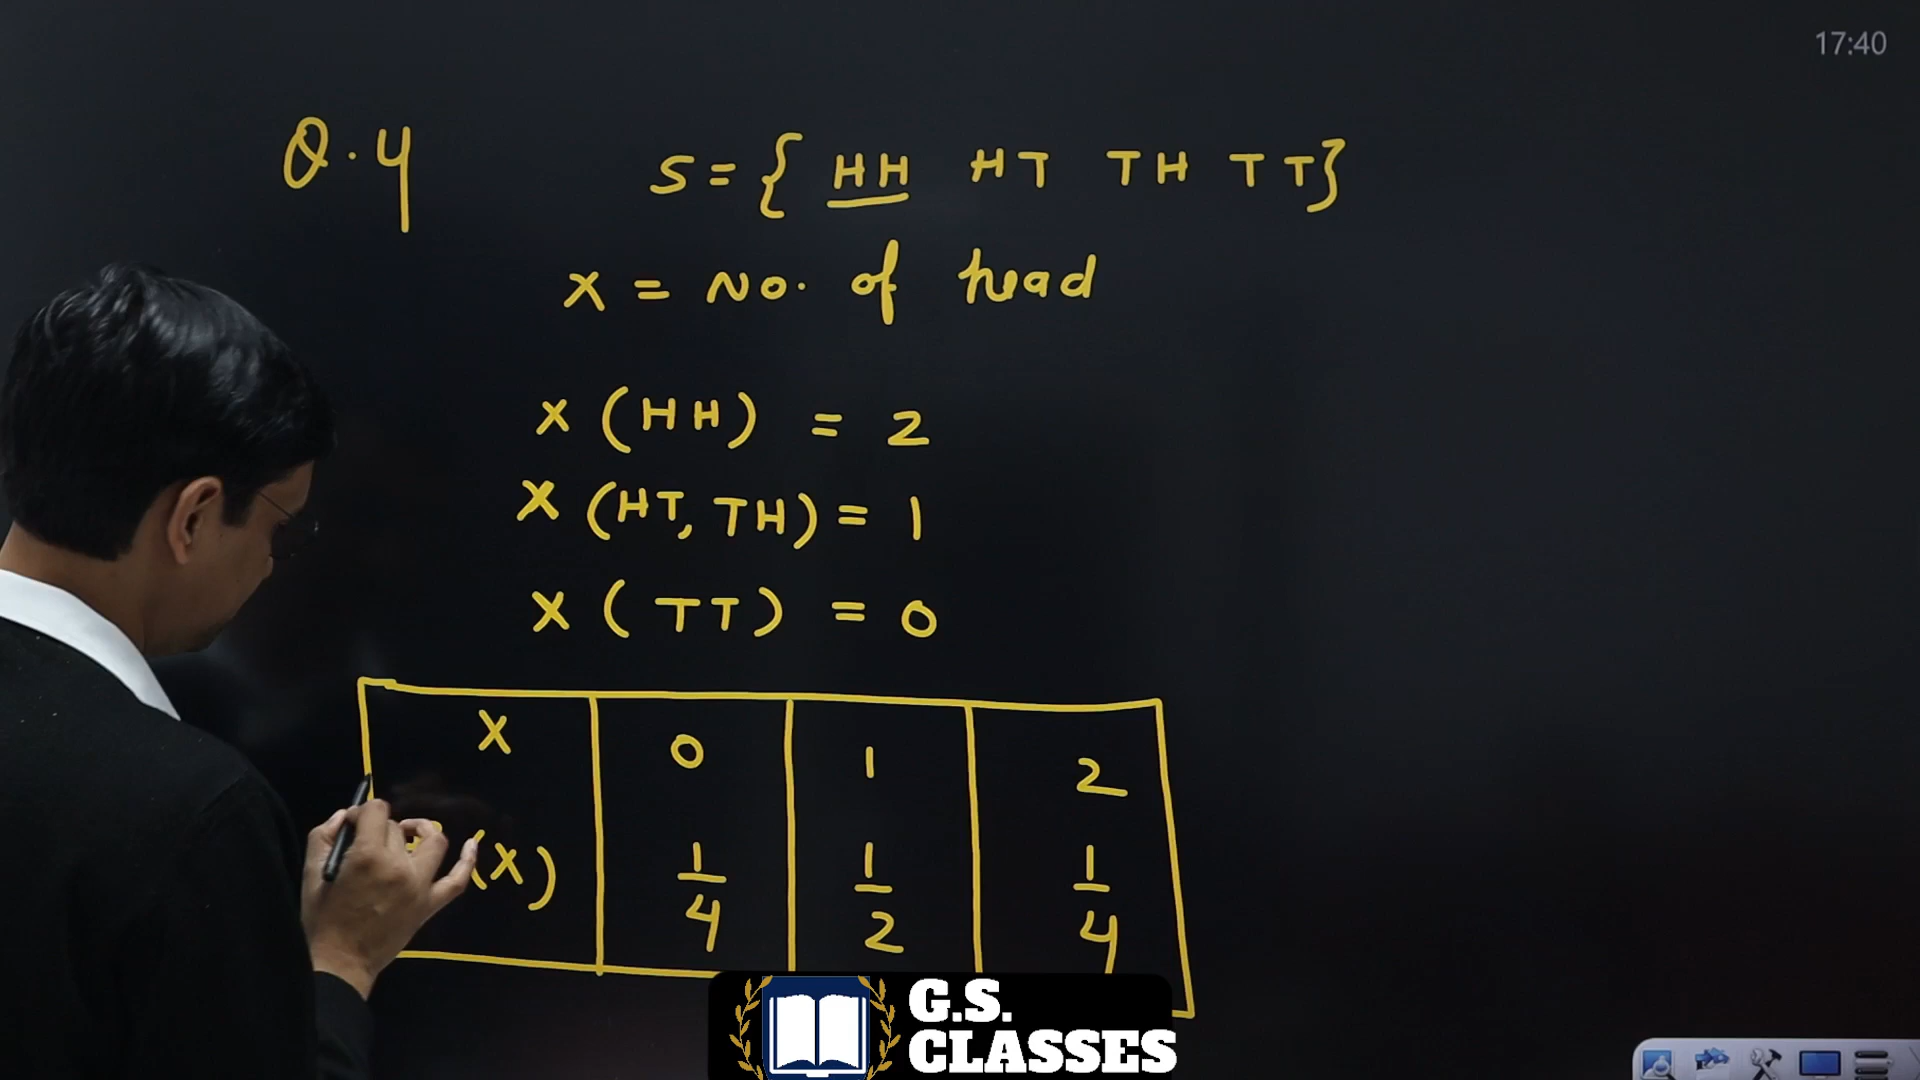 17:40
Q.4 S = { HH HT TH TT}
X = No. of head
X (HH) = 2
X (HT, TH) = 1
X (TT) = 0
X 0 1 2
(X) 1/4 1/2 1/4
G.S.
CLASSES